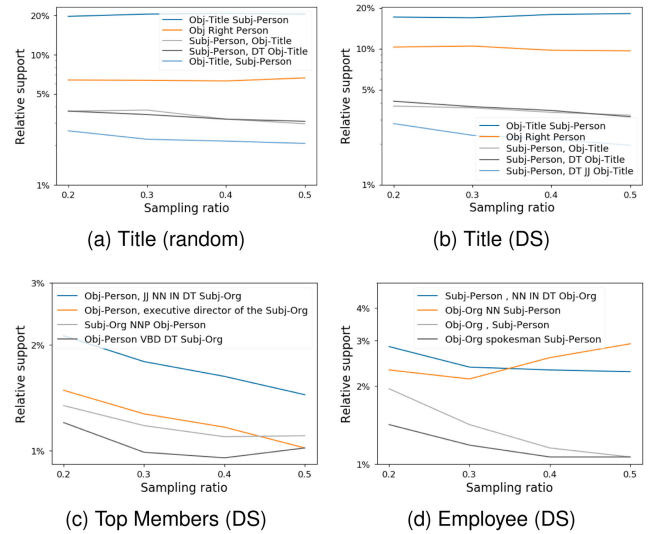 20%
10%
5%
1%
Relative support
Obj-Title Subj-Person
Obj Right Person
Subj-Person, Obj-Title
Subj-Person, DT Obj-Title
Obj-Title, Subj-Person
0.2 0.3 0.4 0.5
Sampling ratio
(a) Title (random)
20%
10%
5%
1%
Relative support
Obj-Title Subj-Person
Obj Right Person
Subj-Person, Obj-Title
Subj-Person, DT Obj-Title
Subj-Person, DT JJ Obj-Title
0.2 0.3 0.4 0.5
Sampling ratio
(b) Title (DS)
3%
2%
1%
Relative support
Obj-Person, JJ NN IN DT Subj-Org
Obj-Person, executive director of the Subj-Org
Subj-Org NNP Obj-Person
Obj-Person VBD DT Subj-Org
0.2 0.3 0.4 0.5
Sampling ratio
(c) Top Members (DS)
4%
3%
2%
1%
Relative support
Subj-Person , NN IN DT Obj-Org
Obj-Org NN Subj-Person
Obj-Org , Subj-Person
Obj-Org spokesman Subj-Person
0.2 0.3 0.4 0.5
Sampling ratio
(d) Employee (DS)